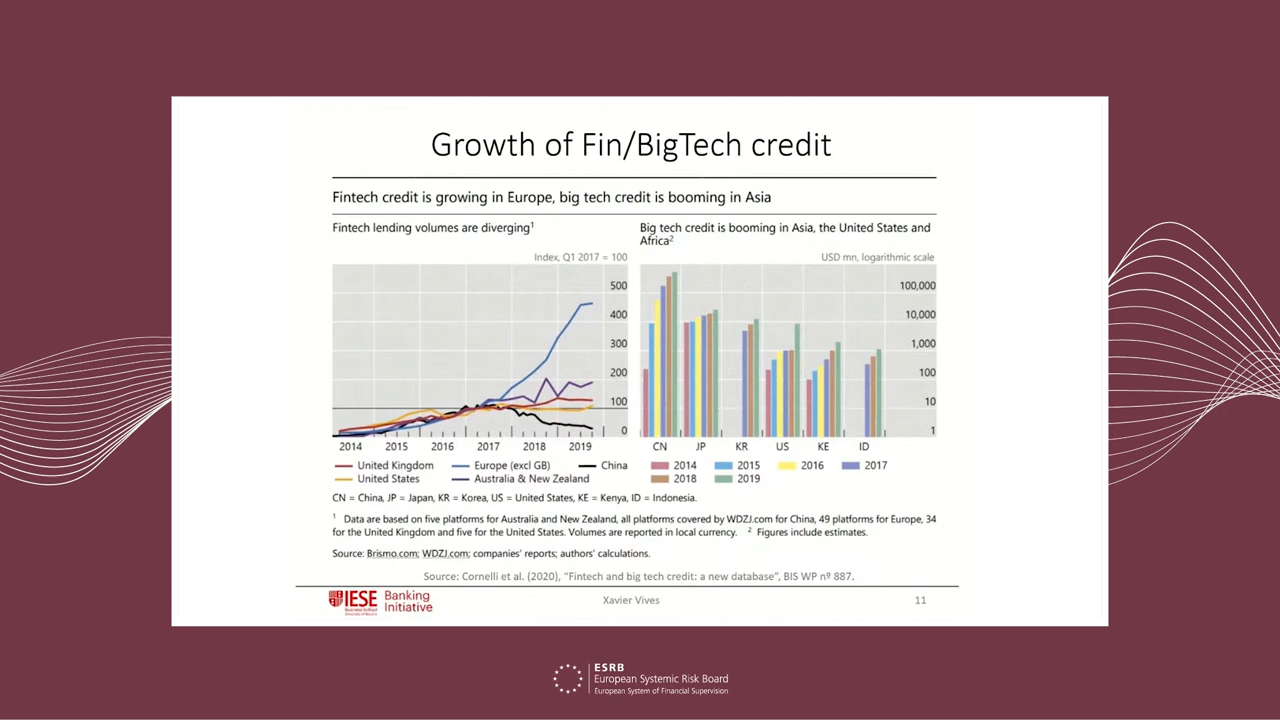 Growth of Fin/BigTech credit
Fintech credit is growing in Europe, big tech credit is booming in Asia
Fintech lending volumes are diverging1
Index, Q1 2017 = 100
500
400
300
200
100
0
2014 2015 2016 2017 2018 2019
United Kingdom Europe (excl GB) China
United States Australia & New Zealand
Big tech credit is booming in Asia, the United States and
Africa2
USD mn, logarithmic scale
100,000
10,000
1,000
100
10
1
CN JP KR US KE ID
2014 2015 2016 2017
2018 2019
CN = China, JP = Japan, KR = Korea, US = United States, KE = Kenya, ID = Indonesia.
1 Data are based on five platforms for Australia and New Zealand, all platforms covered by WDZJ.com for China, 49 platforms for Europe, 34
for the United Kingdom and five for the United States. Volumes are reported in local currency. 2 Figures include estimates.
Source: Brismo.com; WDZJ.com; companies' reports; authors' calculations.
Source: Cornelli et al. (2020), "Fintech and big tech credit: a new database", BIS WP nº 887.
IESE Banking
Initiative
Xavier Vives
11
ESRB
European Systemic Risk Board
European System of Financial Supervision